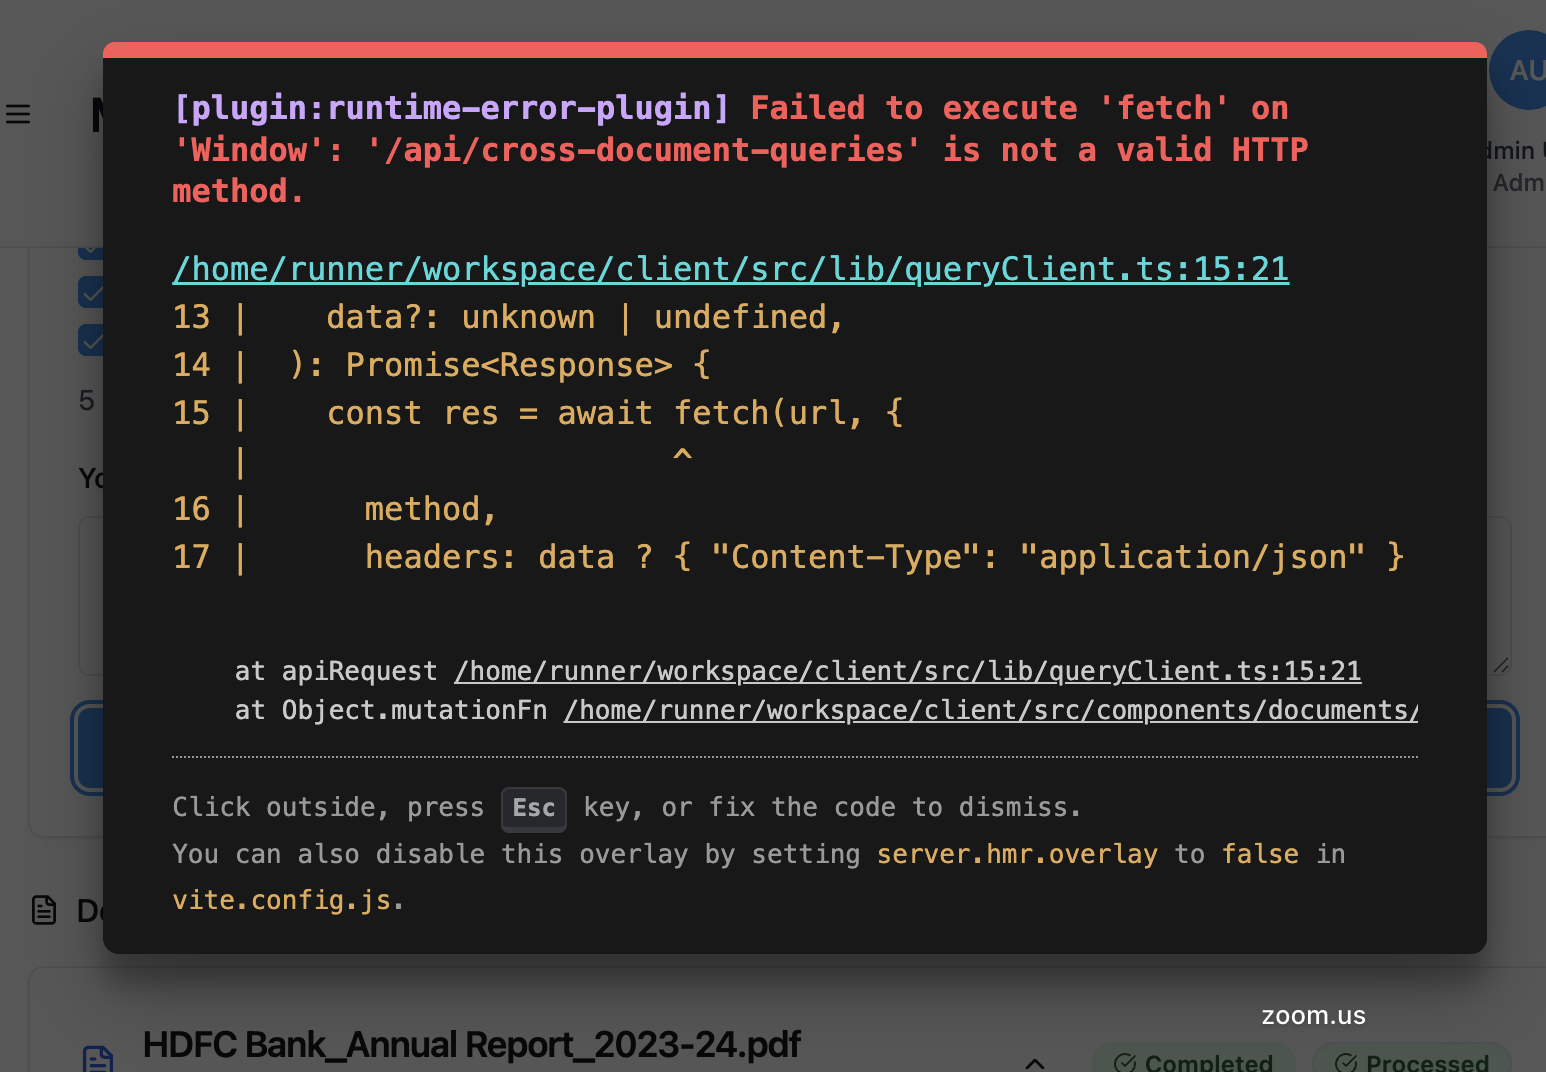 AU
[plugin:runtime-error-plugin] Failed to execute 'fetch' on
'Window': '/api/cross-document-queries' is not a valid HTTP
method.
/home/runner/workspace/client/src/lib/queryClient.ts:15:21
13 |    data?: unknown | undefined,
14 |  ): Promise<Response> {
15 |    const res = await fetch(url, {
   |                      ^
16 |      method,
17 |      headers: data ? { "Content-Type": "application/json" }
at apiRequest /home/runner/workspace/client/src/lib/queryClient.ts:15:21
at Object.mutationFn /home/runner/workspace/client/src/components/documents/
Click outside, press Esc key, or fix the code to dismiss.
You can also disable this overlay by setting server.hmr.overlay to false in
vite.config.js.
5
zoom.us
HDFC Bank_Annual Report_2023-24.pdf
Completed
Processed